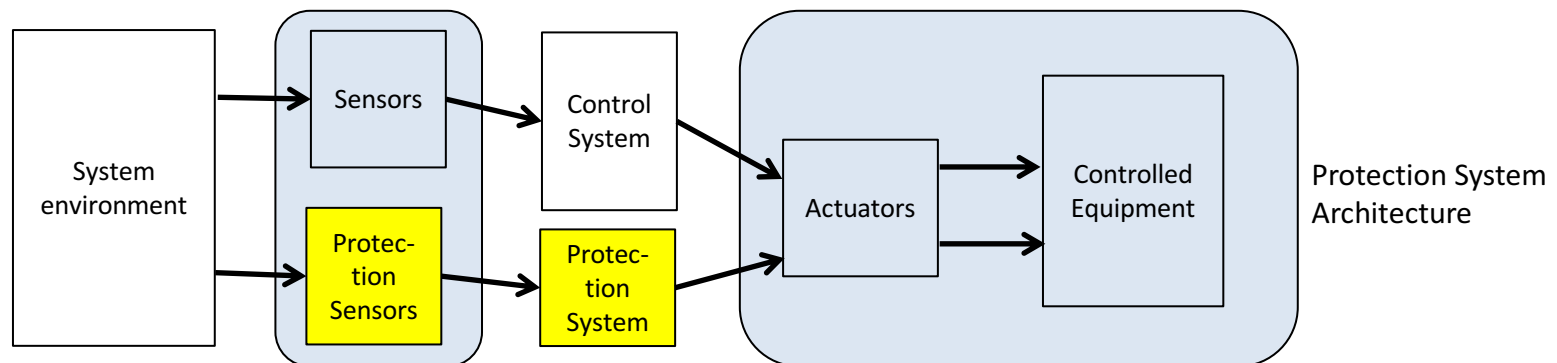 System
environment
Sensors
Protec-
tion
Sensors
Control
System
Protec-
tion
System
Actuators
Controlled
Equipment
Protection System
Architecture